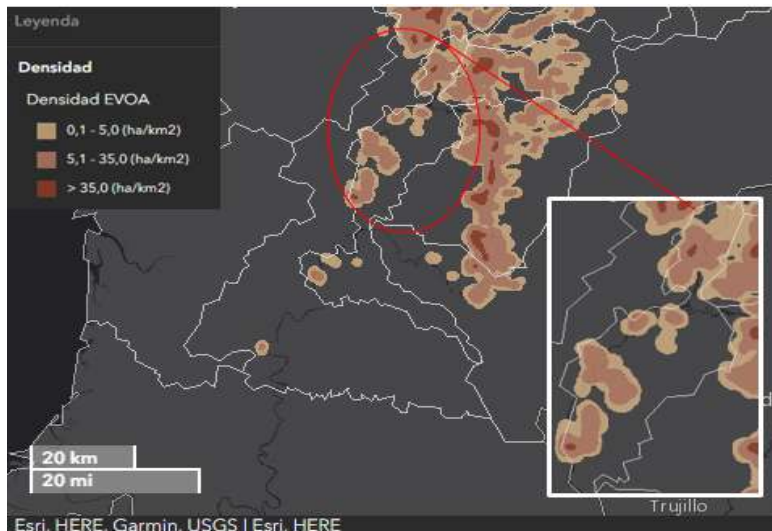 Leyenda
Densidad
Densidad EVOA
0,1 - 5,0 (ha/km2)
5,1 - 35,0 (ha/km2)
> 35,0 (ha/km2)
20 km
20 mi
Trujillo
Esri, HERE, Garmin, USGS | Esri, HERE